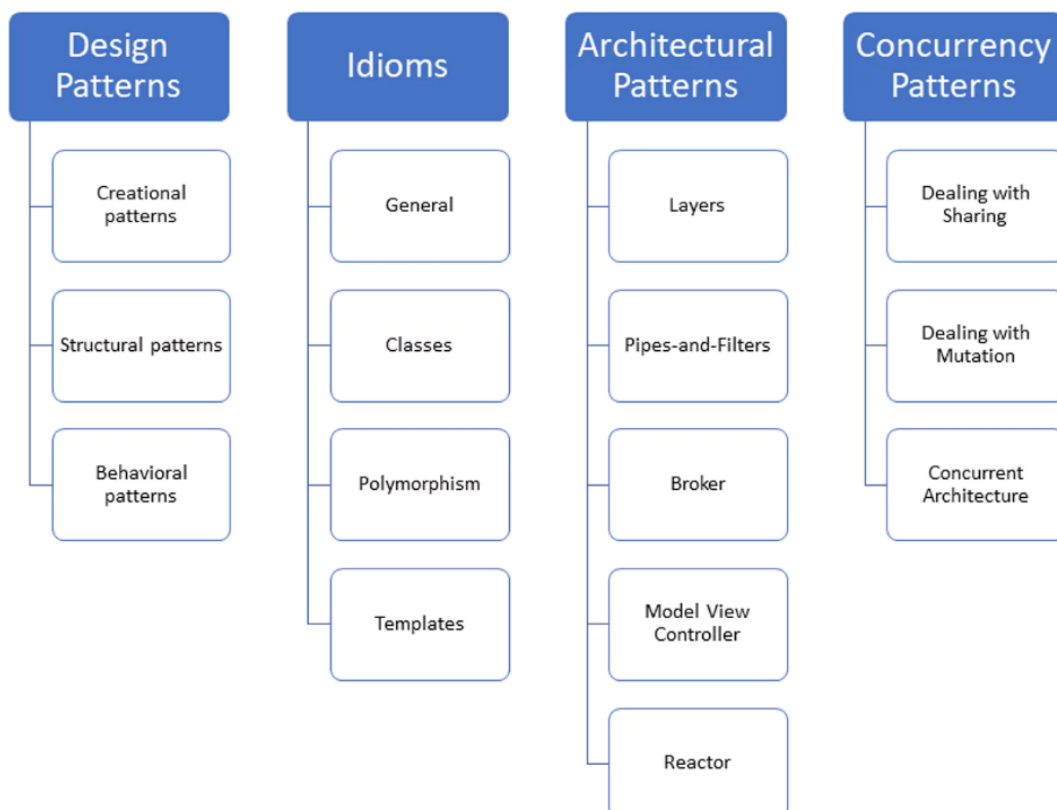 Design
Patterns
Creational
patterns
Structural patterns
Behavioral
patterns
Idioms
General
Classes
Polymorphism
Templates
Architectural
Patterns
Layers
Pipes-and-Filters
Broker
Model View
Controller
Reactor
Concurrency
Patterns
Dealing with
Sharing
Dealing with
Mutation
Concurrent
Architecture